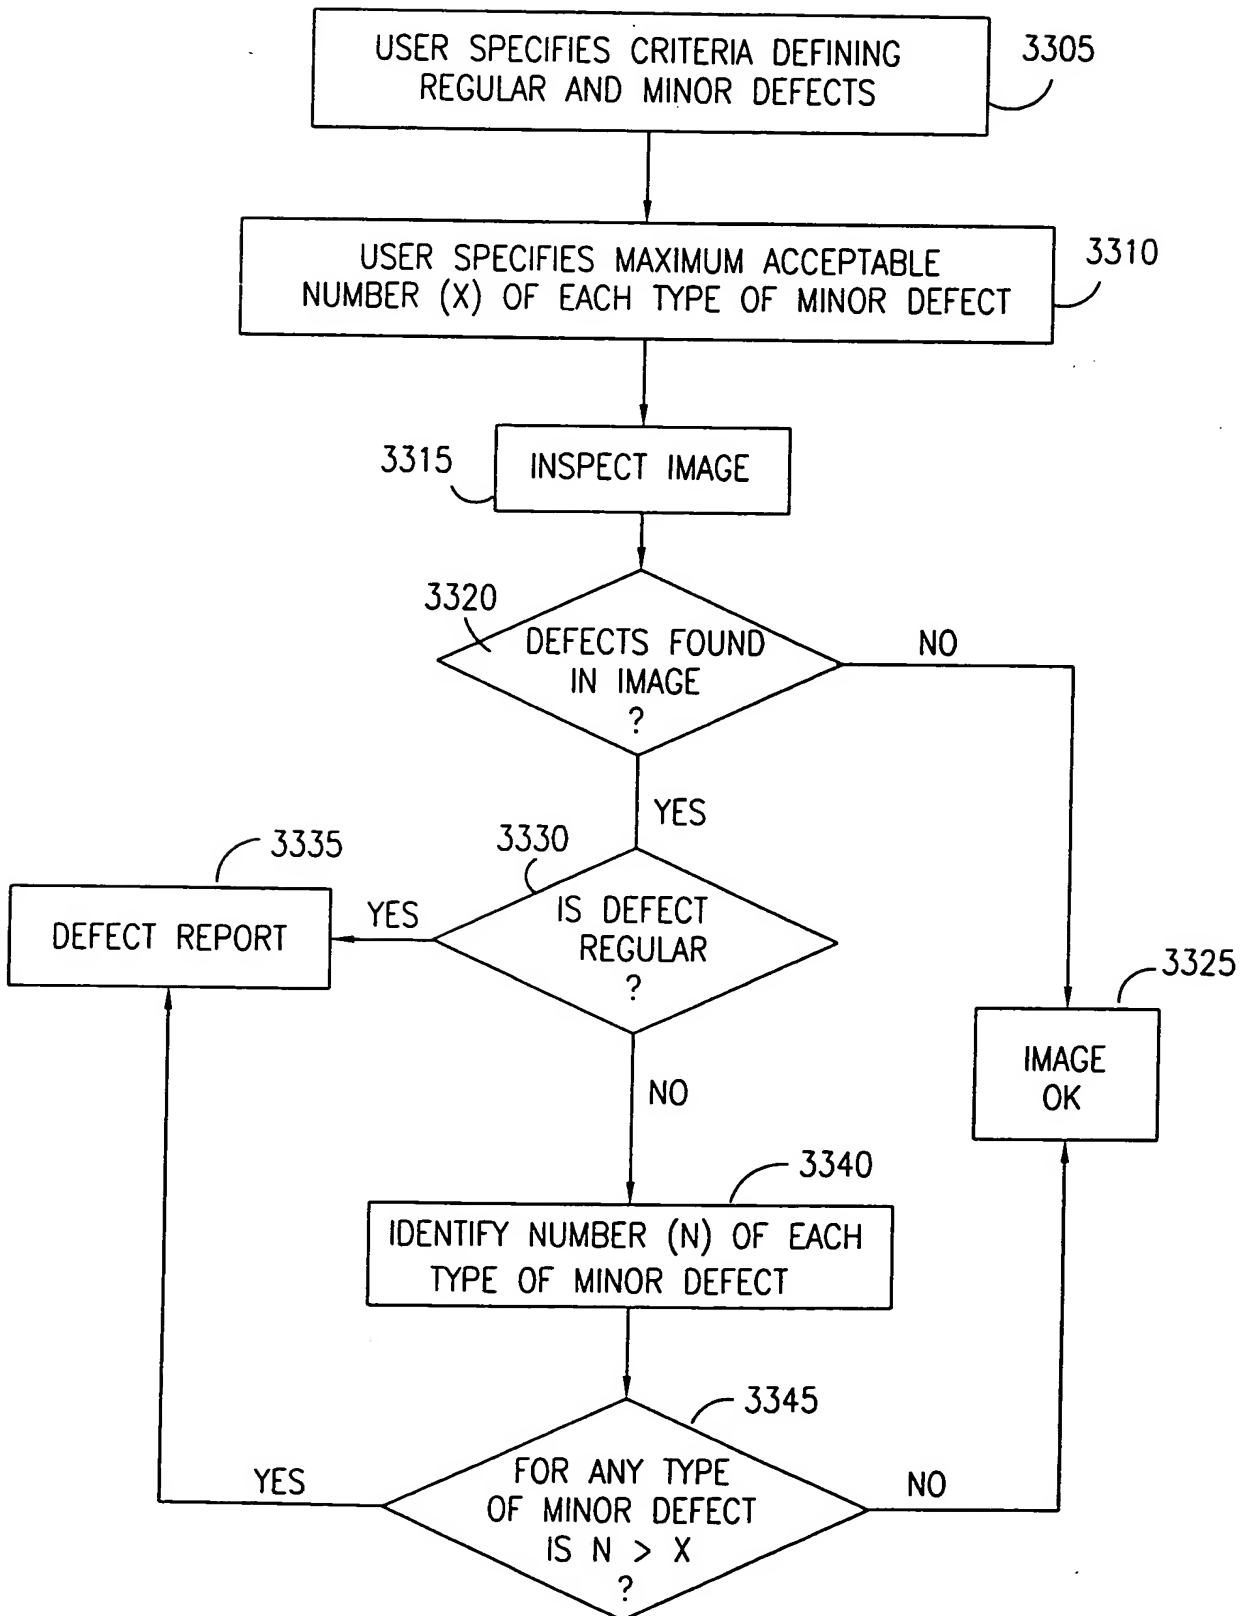 USER SPECIFIES CRITERIA DEFINING
REGULAR AND MINOR DEFECTS
3305
USER SPECIFIES MAXIMUM ACCEPTABLE
NUMBER (X) OF EACH TYPE OF MINOR DEFECT
3310
3315
INSPECT IMAGE
3320
DEFECTS FOUND
IN IMAGE
?
NO
YES
3335
3330
DEFECT REPORT
YES
IS DEFECT
REGULAR
?
3325
IMAGE
OK
NO
3340
IDENTIFY NUMBER (N) OF EACH
TYPE OF MINOR DEFECT
3345
YES
FOR ANY TYPE
OF MINOR DEFECT
IS N > X
?
NO